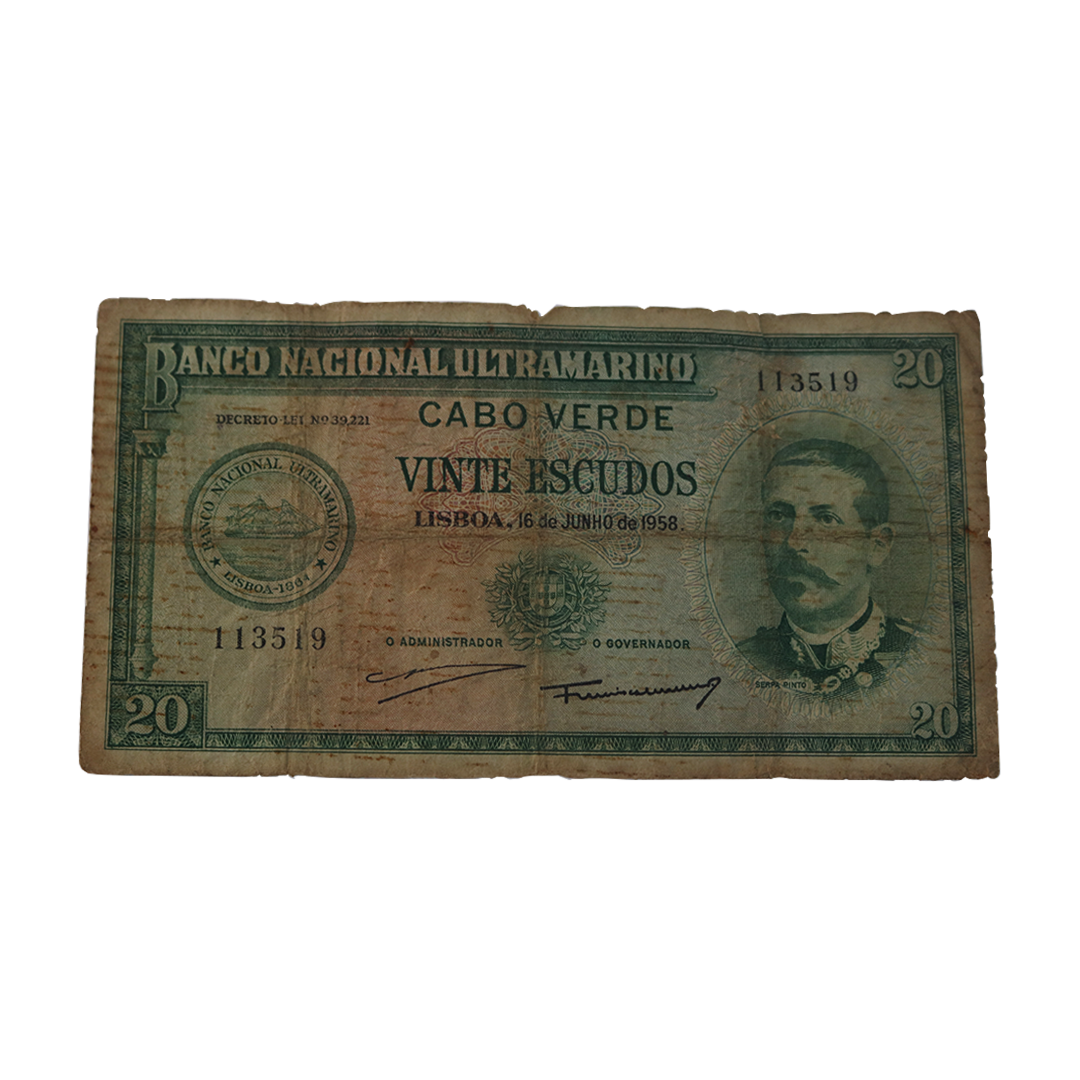 BANCO NACIONAL ULTRAMARINO
20
113519
DECRETO-LEI Nº 39,221
CABO VERDE
VINTE ESCUDOS
LISBOA, 16 de JUNHO de 1958.
BANCO NACIONAL ULTRAMARINO
LISBOA-1864
113519
O ADMINISTRADOR
O GOVERNADOR
SERPA PINTO
20
20